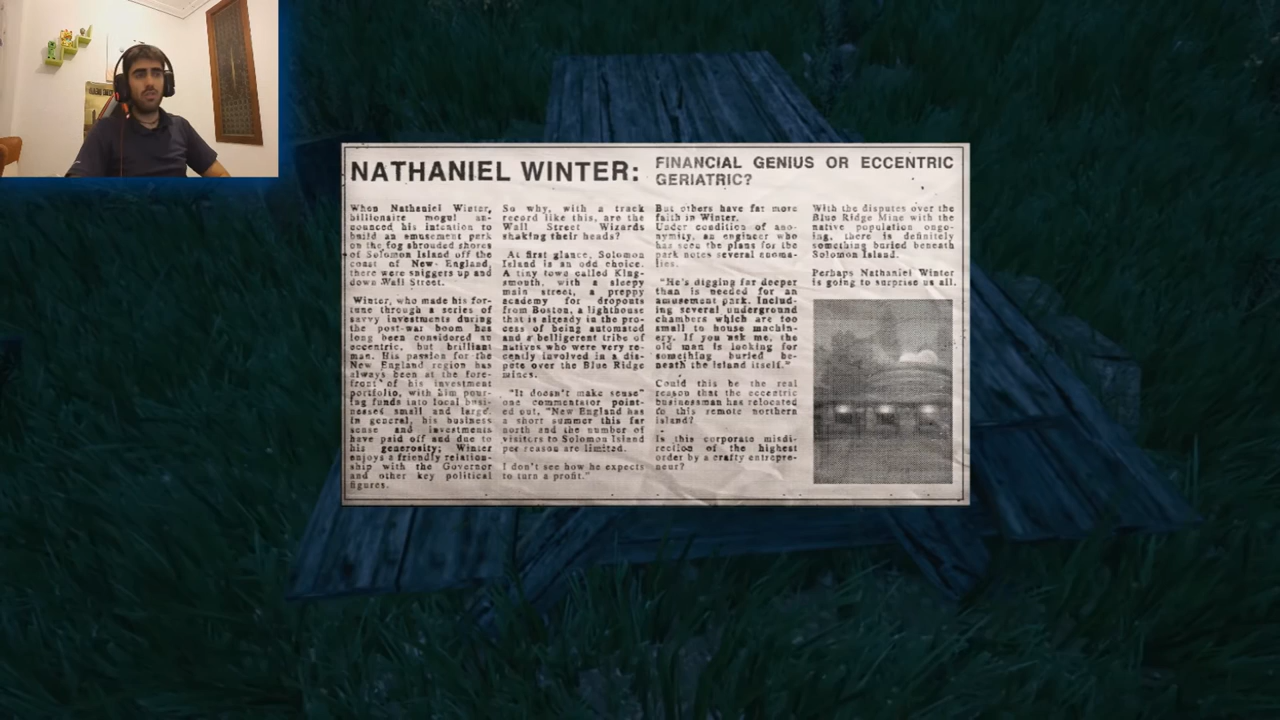 NATHANIEL WINTER:
FINANCIAL GENIUS OR ECCENTRIC
GERIATRIC?
When Nathaniel Winter,
billionaire mogul an-
nounced his intention to
build an amusement park
on the fog shrouded shores
of Solomon Island off the
coast of New- England,
there were sniggers up and
down Wall Street.
Winter, who made his for-
tune through a series of
savvy investments during
the post-war boom has
long been considered an
eccentric, but brilliant
man. His passion for the
New England region has
always been at the fore-
front of his investment
portfolio, with him pour-
ing funds into local busi-
nesses small and large.
In general, his business
sense and investments
have paid off and due to
his generosity; Winter
enjoys a friendly relation-
ship with the Governor
and other key political
figures.
So why, with a track
record like this, are the
Wall Street Wizards
shaking their heads?
At first glance, Solomon
Island is an odd choice.
A tiny town called King-
smouth, with a sleepy
main street, a preppy
academy for dropouts
from Boston, a lighthouse
that is already in the pro-
cess of being automated
and a belligerent tribe of
natives who were very re-
cently involved in a dis-
pute over the Blue Ridge
mines.
"It doesn't make sense"
one commentator point-
ed out, "New England has
a short summer this far
north and the number of
visitors to Solomon Island
per reason are limited.
I don't see how he expects
to turn a profit."
But others have far more
faith in Winter.
Under condition of ano-
nymity, an engineer who
has seen the plans for the
park notes several anoma-
lies.
"He's digging far deeper
than is needed for an
amusement park. Includ-
ing several underground
chambers which are too
small to house machin-
ery. If you ask me, the
old man is looking for
something buried be-
neath the island itself."
Could this be the real
reason that the eccentric
businessman has relocated
to this remote northern
island?
Is this corporate misdi-
rection of the highest
order by a crafty entrepre-
neur?
With the disputes over the
Blue Ridge Mine with the
native population ongo-
ing, there is definitely
something buried beneath
Solomon Island.
Perhaps Nathaniel Winter
is going to surprise us all.